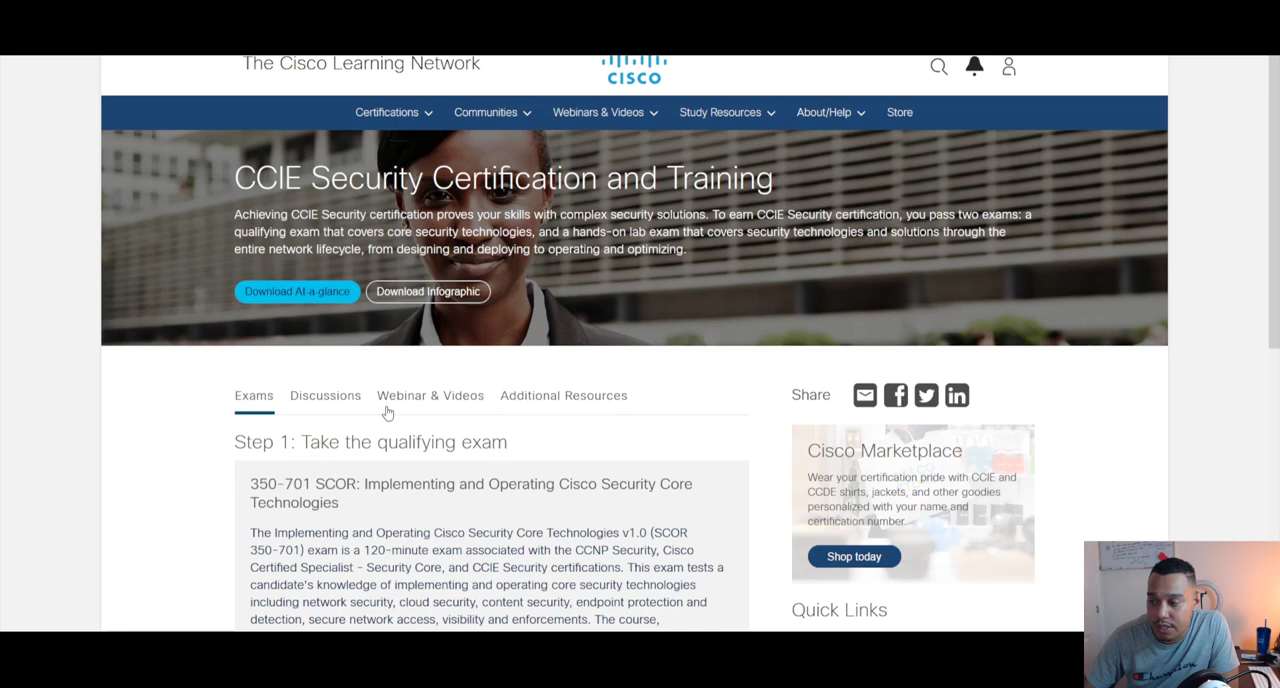 The Cisco Learning Network
CISCO
Certifications Communities Webinars & Videos Study Resources About/Help Store
CCIE Security Certification and Training
Achieving CCIE Security certification proves your skills with complex security solutions. To earn CCIE Security certification, you pass two exams: a
qualifying exam that covers core security technologies, and a hands-on lab exam that covers security technologies and solutions through the
entire network lifecycle, from designing and deploying to operating and optimizing.
Download At-a-glance Download Infographic
Exams Discussions Webinar & Videos Additional Resources
Step 1: Take the qualifying exam
350-701 SCOR: Implementing and Operating Cisco Security Core
Technologies
The Implementing and Operating Cisco Security Core Technologies v1.0 (SCOR
350-701) exam is a 120-minute exam associated with the CCNP Security, Cisco
Certified Specialist - Security Core, and CCIE Security certifications. This exam tests a
candidate's knowledge of implementing and operating core security technologies
including network security, cloud security, content security, endpoint protection and
detection, secure network access, visibility and enforcements. The course,
Share
Cisco Marketplace
Wear your certification pride with CCIE and
CCDE shirts, jackets, and other goodies
personalized with your name and
certification number.
Shop today
Quick Links
Champion